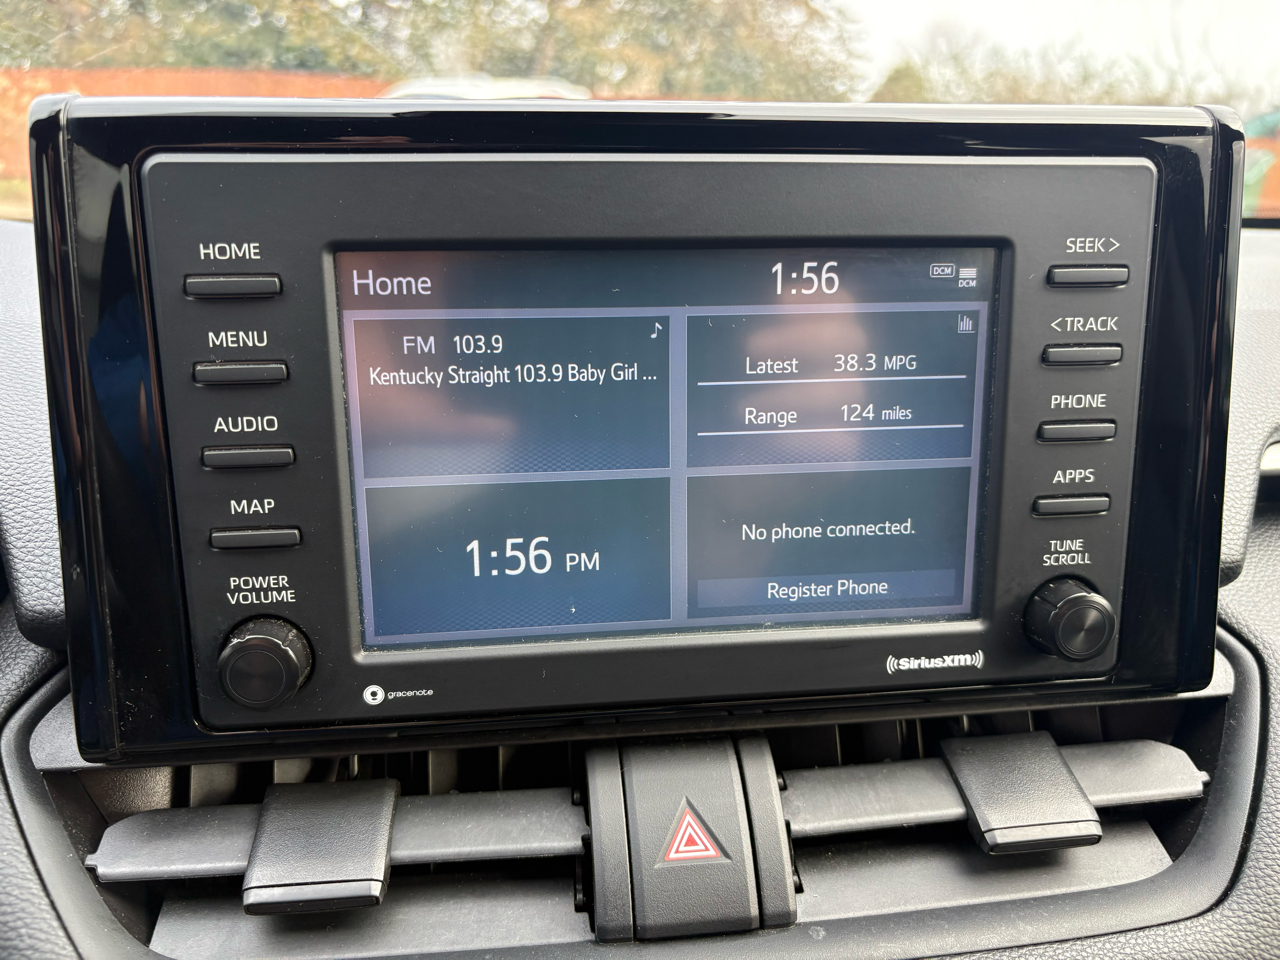 HOME
MENU
AUDIO
MAP
POWER
VOLUME
Home
1:56
DCM
DCM
FM 103.9
Kentucky Straight 103.9 Baby Girl ...
Latest 38.3 MPG
Range 124 miles
1:56 PM
No phone connected.
Register Phone
SEEK >
< TRACK
PHONE
APPS
TUNE
SCROLL
gracenote
((SiriusXM))